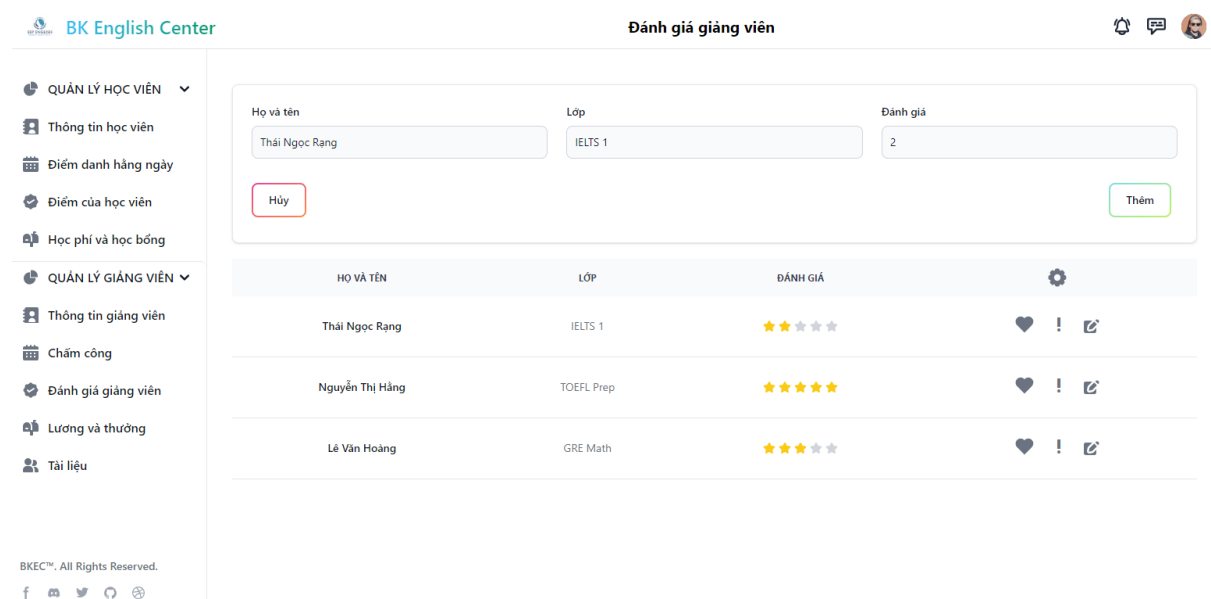 BK English Center
Đánh giá giảng viên
QUẢN LÝ HỌC VIÊN
Thông tin học viên
Điểm danh hằng ngày
Điểm của học viên
Học phí và học bổng
QUẢN LÝ GIẢNG VIÊN
Thông tin giảng viên
Chấm công
Đánh giá giảng viên
Lương và thưởng
Tài liệu
BKEC™. All Rights Reserved.
Họ và tên Lớp Đánh giá
Thái Ngọc Rạng IELTS 1 2
Hủy Thêm
HỌ VÀ TÊN LỚP ĐÁNH GIÁ
Thái Ngọc Rạng IELTS 1
Nguyễn Thị Hằng TOEFL Prep
Lê Văn Hoàng GRE Math